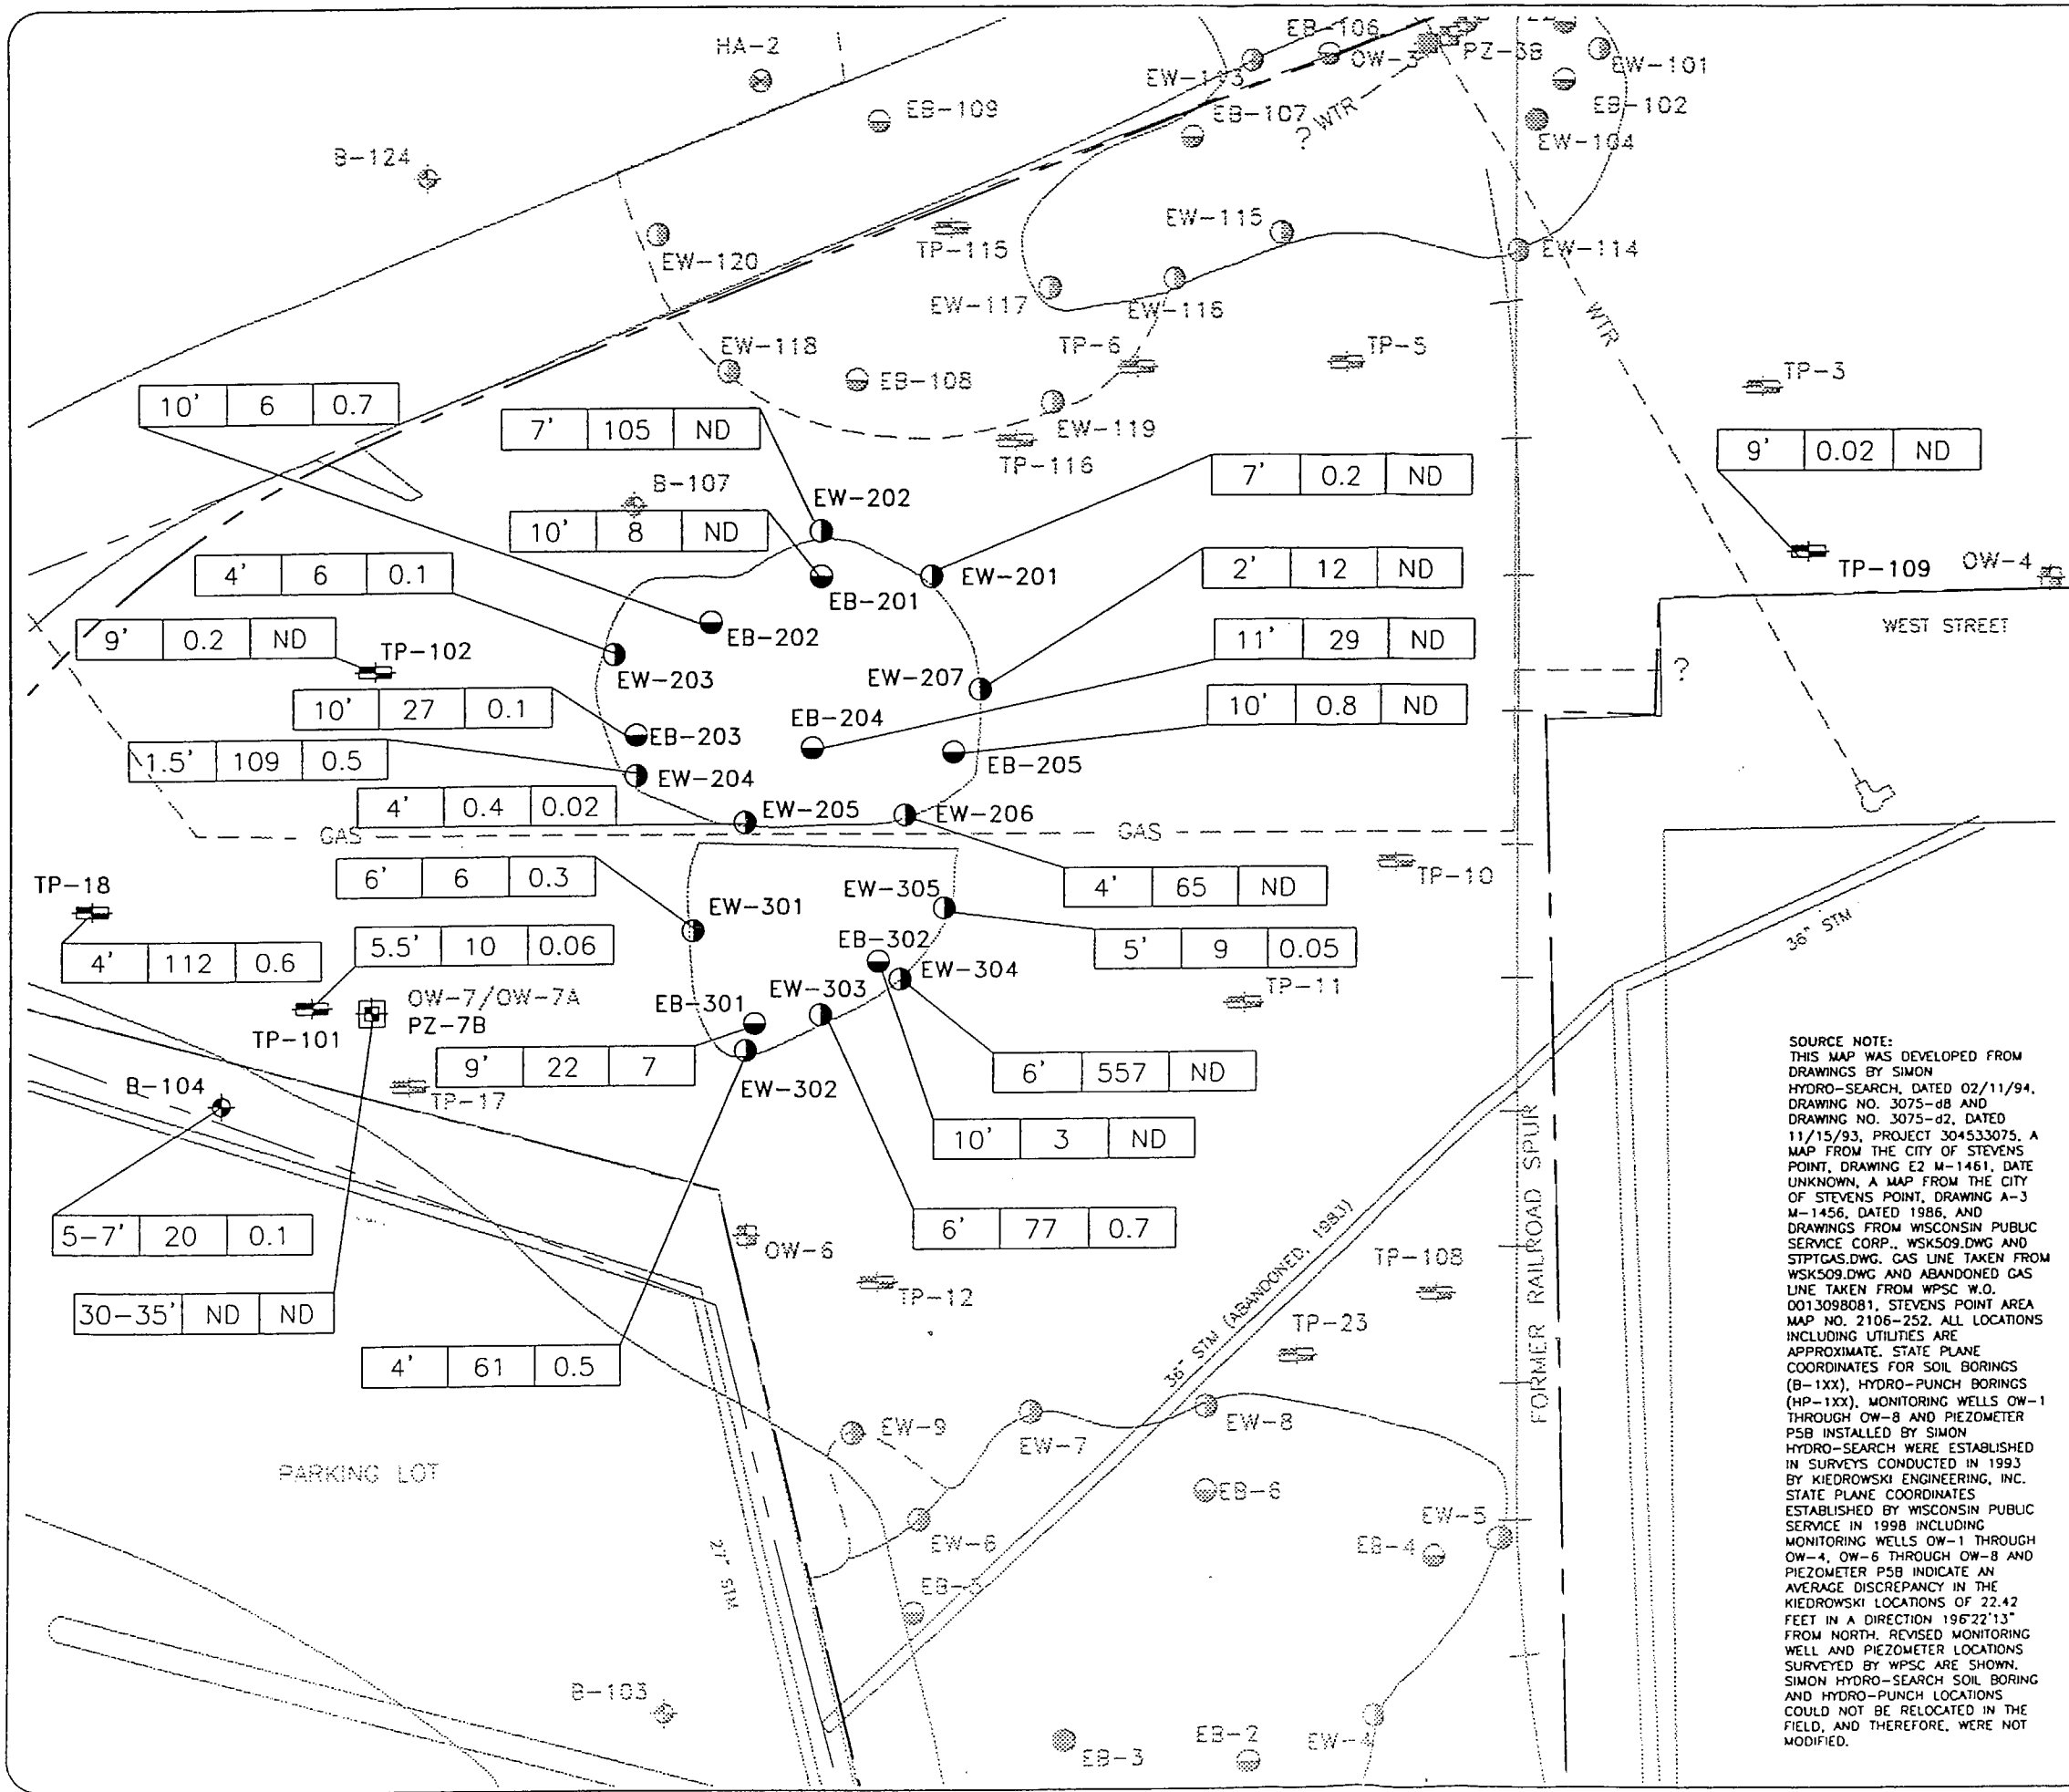 EB-106
HA-2
OW-3
PZ-3B
EW-101
EW-113
EB-109
EB-107
? WTR
EB-102
EW-104
B-124
EW-115
EW-120
TP-115
EW-114
EW-117
EW-116
WTR
EW-118
TP-6
TP-5
TP-3
EB-108
10' 6 0.7
7' 105 ND
EW-119
TP-116
9' 0.02 ND
7' 0.2 ND
B-107
EW-202
10' 8 ND
4' 6 0.1
EW-201
2' 12 ND
TP-109
OW-4
EB-201
EB-202
WEST STREET
9' 0.2 ND
TP-102
11' 29 ND
EW-203
EW-207
?
10' 27 0.1
EB-204
10' 0.8 ND
EB-203
1.5' 109 0.5
EW-204
EB-205
4' 0.4 0.02
EW-205
EW-206
GAS
GAS
6' 6 0.3
TP-10
TP-18
EW-305
4' 65 ND
EW-301
36" STM
4' 112 0.6
5.5' 10 0.06
EB-302
5' 9 0.05
EW-304
OW-7/OW-7A
PZ-7B
EB-301
EW-303
TP-11
TP-101
9' 22 7
6' 557 ND
B-104
TP-17
EW-302
10' 3 ND
5-7' 20 0.1
6' 77 0.7
OW-6
TP-12
TP-108
30-35' ND ND
TP-23
4' 61 0.5
36" STM (ABANDONED, 1983)
FORMER RAILROAD SPUR
EW-9
EW-7
EW-8
PARKING LOT
EB-6
EW-5
EW-6
EB-4
27" STM
EB-5
B-103
EB-3
EB-2
EW-4
SOURCE NOTE:
THIS MAP WAS DEVELOPED FROM
DRAWINGS BY SIMON
HYDRO-SEARCH, DATED 02/11/94,
DRAWING NO. 3075-d8 AND
DRAWING NO. 3075-d2, DATED
11/15/93, PROJECT 304533075, A
MAP FROM THE CITY OF STEVENS
POINT, DRAWING E2 M-1461, DATE
UNKNOWN, A MAP FROM THE CITY
OF STEVENS POINT, DRAWING A-3
M-1456, DATED 1986, AND
DRAWINGS FROM WISCONSIN PUBLIC
SERVICE CORP., WSK509.DWG AND
STPTGAS.DWG. GAS LINE TAKEN FROM
WSK509.DWG AND ABANDONED GAS
LINE TAKEN FROM WPSC W.O.
0013098081, STEVENS POINT AREA
MAP NO. 2106-252. ALL LOCATIONS
INCLUDING UTILITIES ARE
APPROXIMATE. STATE PLANE
COORDINATES FOR SOIL BORINGS
(B-1XX), HYDRO-PUNCH BORINGS
(HP-1XX), MONITORING WELLS OW-1
THROUGH OW-8 AND PIEZOMETER
P5B INSTALLED BY SIMON
HYDRO-SEARCH WERE ESTABLISHED
IN SURVEYS CONDUCTED IN 1993
BY KIEDROWSKI ENGINEERING, INC.
STATE PLANE COORDINATES
ESTABLISHED BY WISCONSIN PUBLIC
SERVICE IN 1998 INCLUDING
MONITORING WELLS OW-1 THROUGH
OW-4, OW-6 THROUGH OW-8 AND
PIEZOMETER P5B INDICATE AN
AVERAGE DISCREPANCY IN THE
KIEDROWSKI LOCATIONS OF 22.42
FEET IN A DIRECTION 196°22'13"
FROM NORTH. REVISED MONITORING
WELL AND PIEZOMETER LOCATIONS
SURVEYED BY WPSC ARE SHOWN.
SIMON HYDRO-SEARCH SOIL BORING
AND HYDRO-PUNCH LOCATIONS
COULD NOT BE RELOCATED IN THE
FIELD, AND THEREFORE, WERE NOT
MODIFIED.